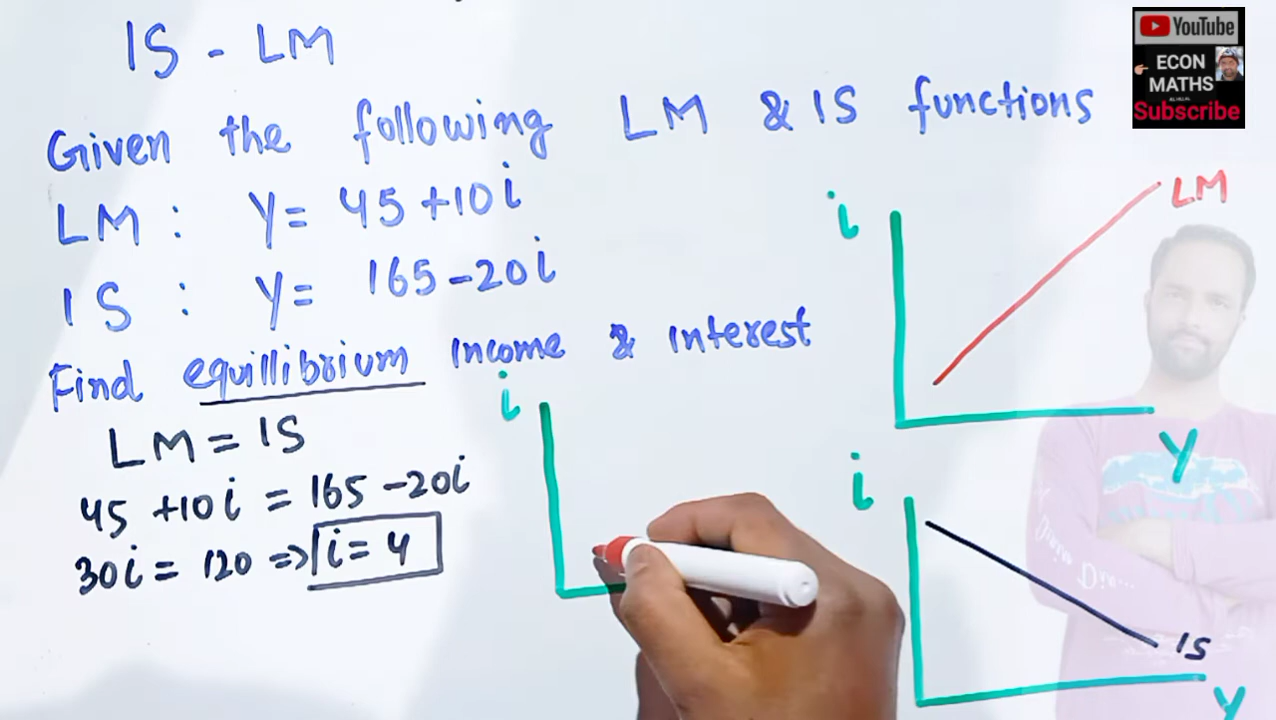 IS - LM
Given the following LM & IS functions
LM : Y = 45 + 10i
IS : Y = 165 - 20i
Find equillibrium income & interest
LM = IS
45 + 10i = 165 - 20i
30i = 120 => i = 4
i
i
LM
Y
i
IS
Y
YouTube
ECON
MATHS
Subscribe